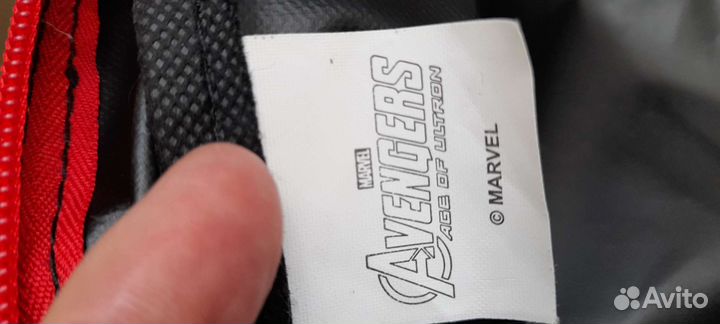 MARVEL
AVENGERS
AGE OF ULTRON
© MARVEL
Avito